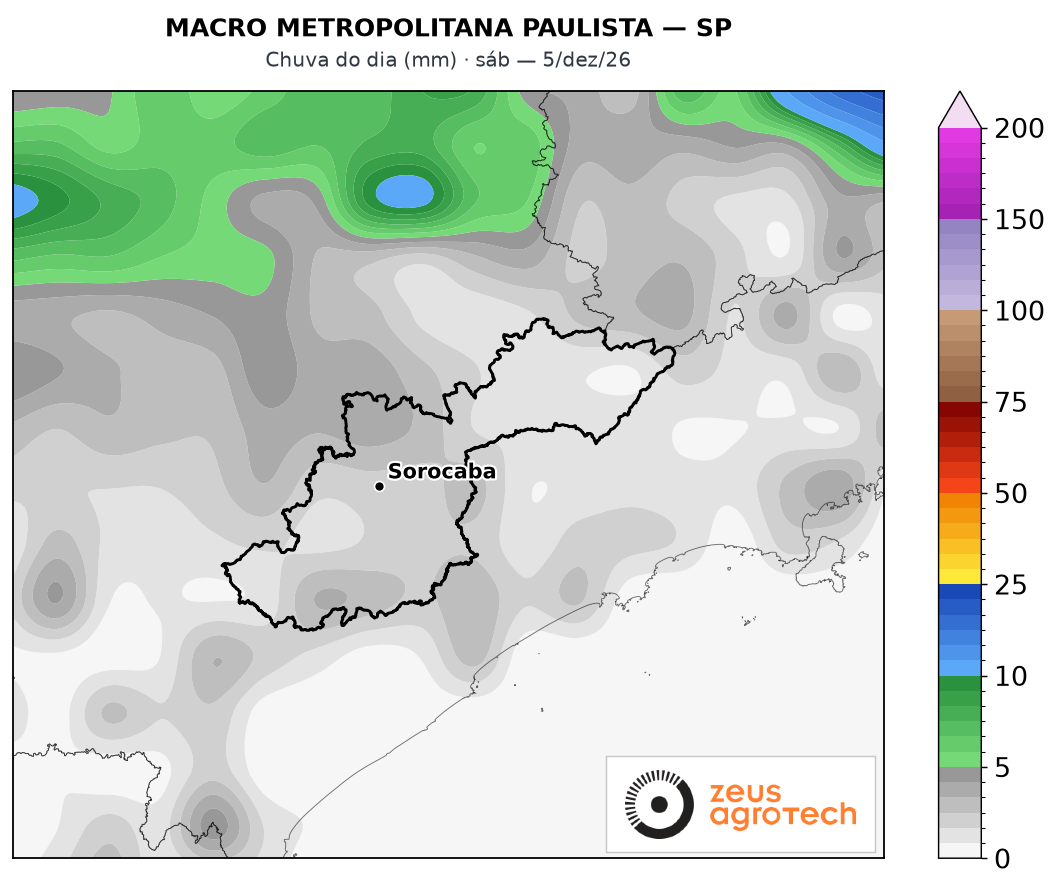 MACRO METROPOLITANA PAULISTA — SP
Chuva do dia (mm) · sáb — 5/dez/26
200
150
100
75
50
25
10
5
0
Sorocaba
zeus
agrotech